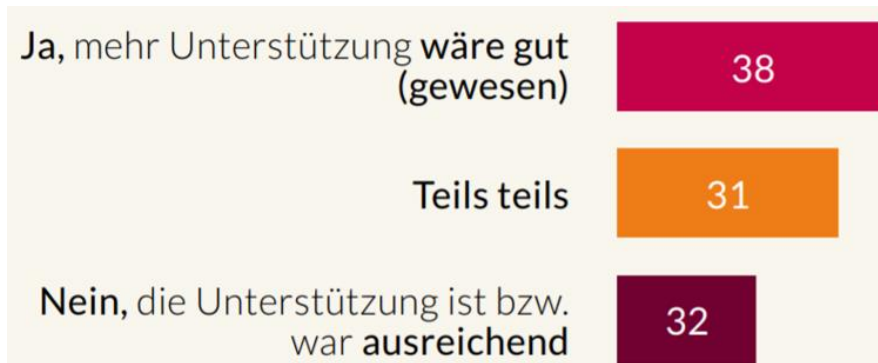 Ja, mehr Unterstützung wäre gut
(gewesen)
38
Teils teils
31
Nein, die Unterstützung ist bzw.
war ausreichend
32